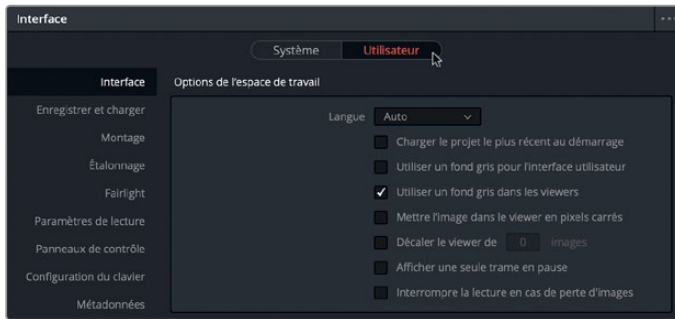 Interface
Système Utilisateur
Interface
Options de l'espace de travail
Enregistrer et charger
Langue Auto
Montage
Charger le projet le plus récent au démarrage
Étalonnage
Utiliser un fond gris pour l'interface utilisateur
Fairlight
Utiliser un fond gris dans les viewers
Paramètres de lecture
Mettre l'image dans le viewer en pixels carrés
Panneaux de contrôle
Décaler le viewer de 0 images
Configuration du clavier
Afficher une seule trame en pause
Métadonnées
Interrompre la lecture en cas de perte d'images